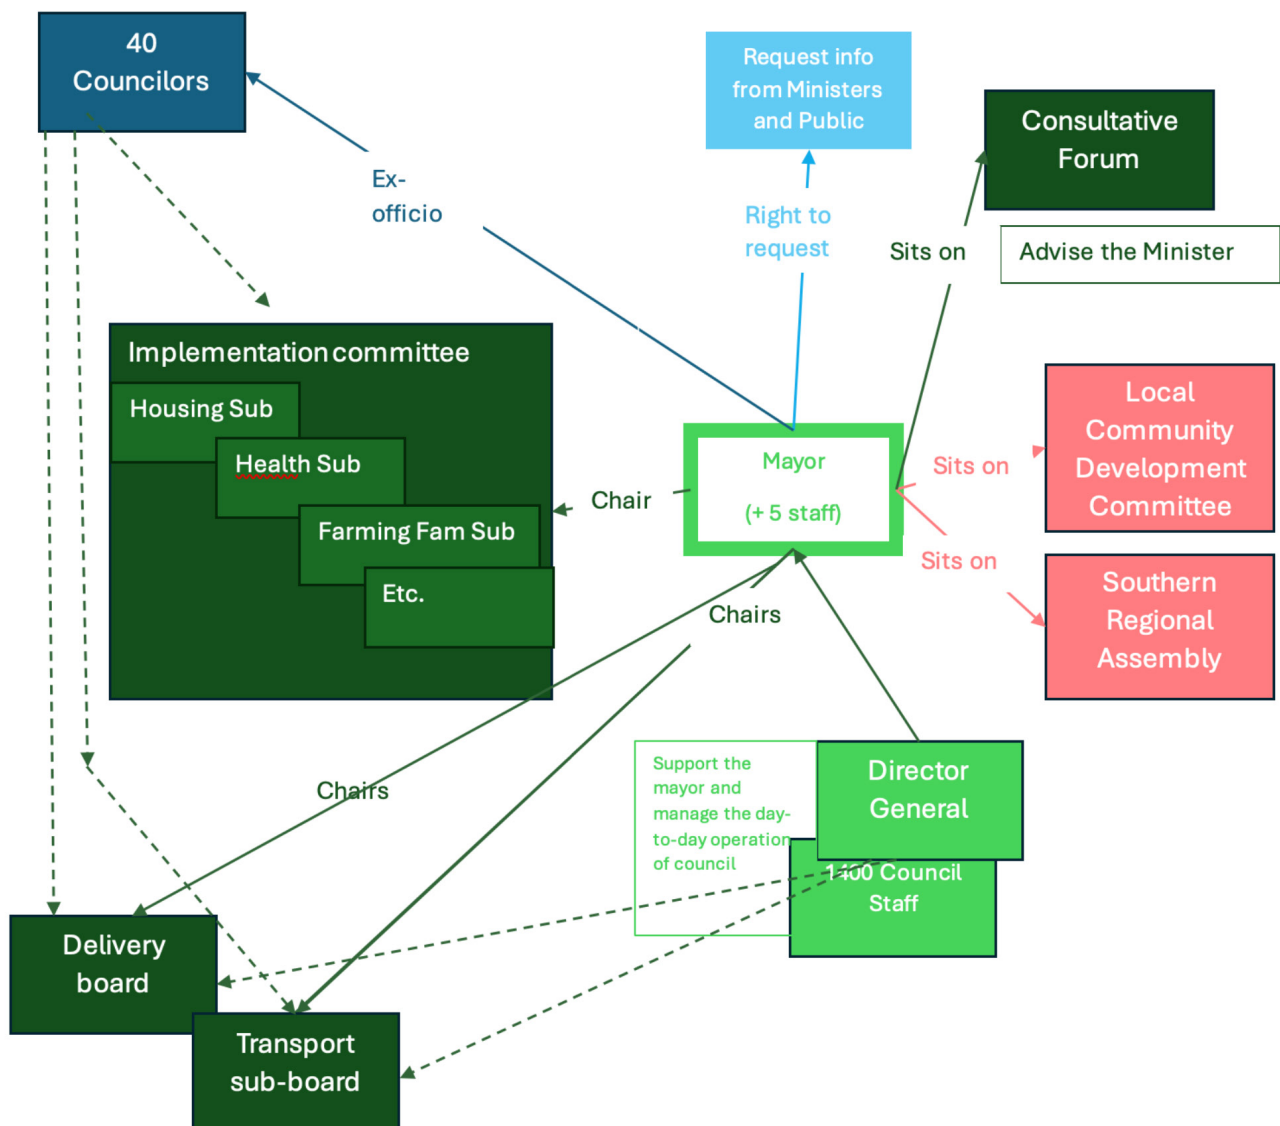 40
Councilors
Request info
from Ministers
and Public
Consultative
Forum
Ex-
officio
Right to
request
Sits on
Advise the Minister
Implementation committee
Housing Sub
Health Sub
Farming Fam Sub
Etc.
Chair
Mayor
(+ 5 staff)
Sits on
Local
Community
Development
Committee
Sits on
Southern
Regional
Assembly
Chairs
Chairs
Support the
mayor and
manage the day-
to-day operation
of council
Director
General
1400 Council
Staff
Delivery
board
Transport
sub-board